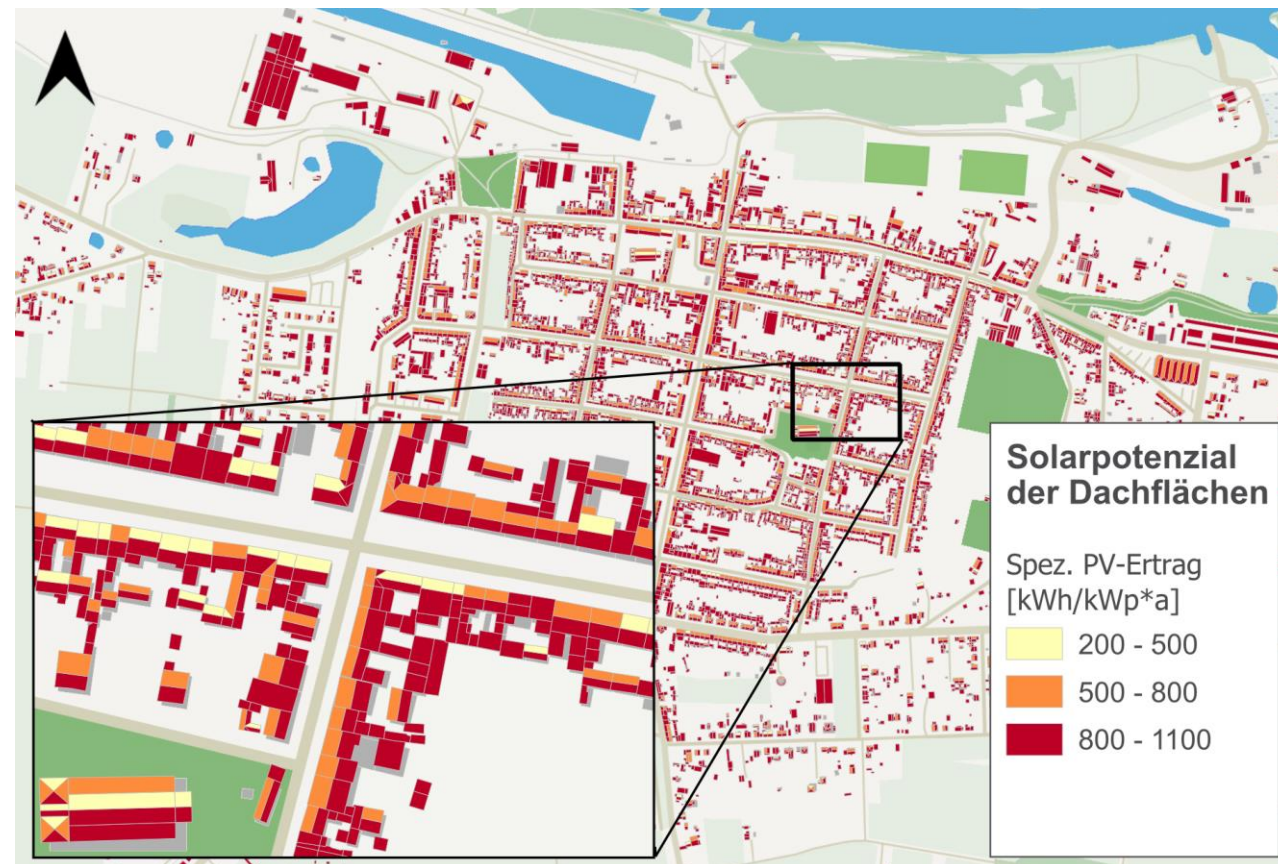 Solarpotenzial
der Dachflächen
Spez. PV-Ertrag
[kWh/kWp*a]
200 - 500
500 - 800
800 - 1100